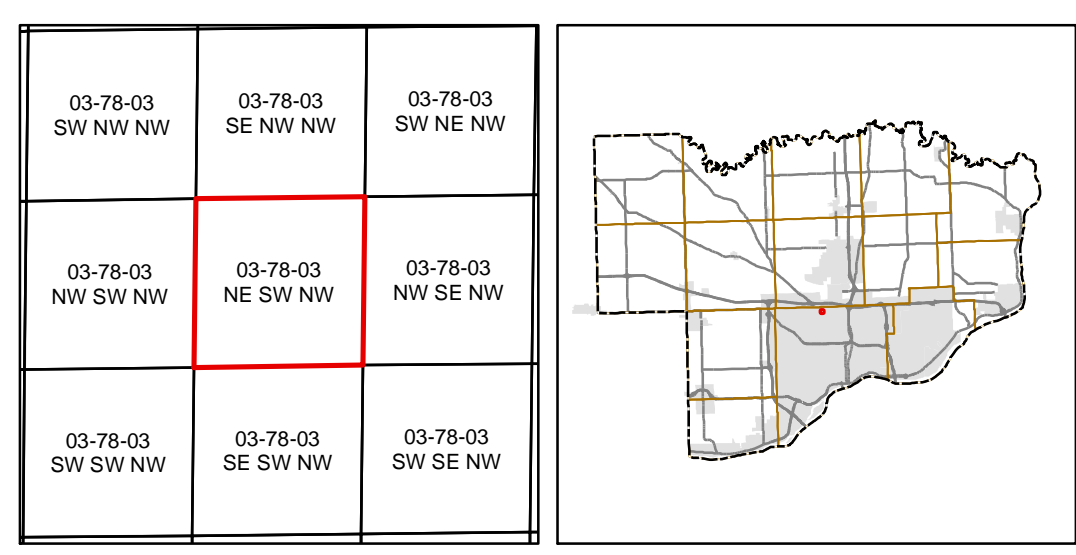 03-78-03
SW NW NW
03-78-03
SE NW NW
03-78-03
SW NE NW
03-78-03
NW SW NW
03-78-03
NE SW NW
03-78-03
NW SE NW
03-78-03
SW SW NW
03-78-03
SE SW NW
03-78-03
SW SE NW